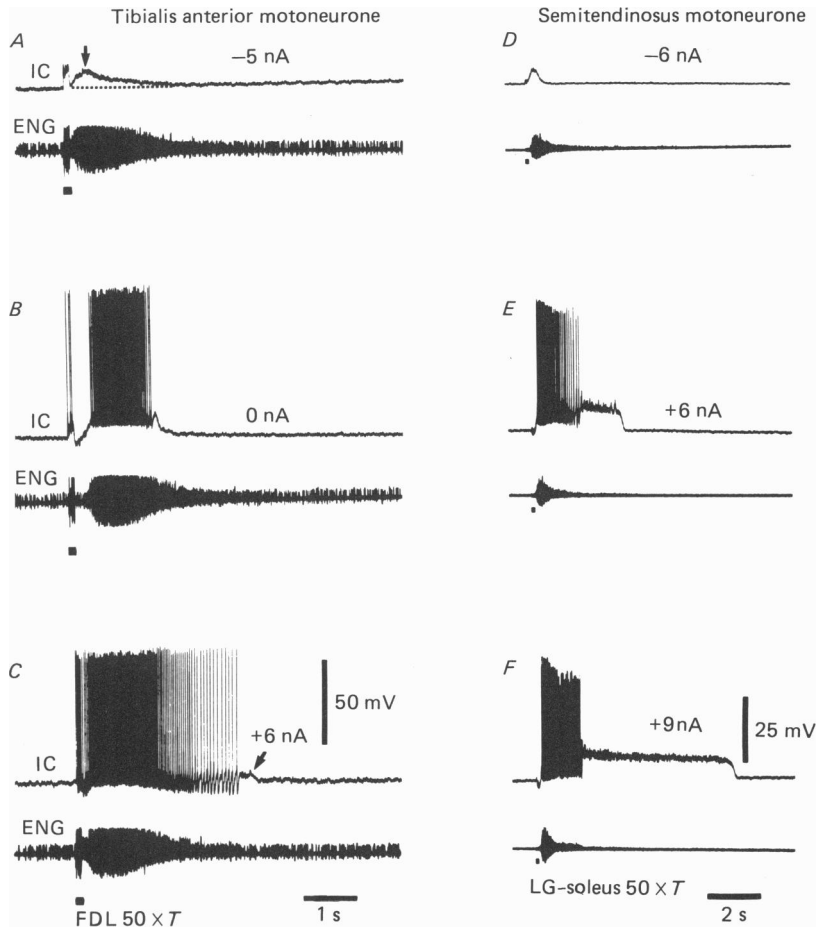 Tibialis anterior motoneurone
Semitendinosus motoneurone
A
IC
−5 nA
ENG
D
−6 nA
B
IC
0 nA
ENG
E
+6 nA
C
IC
+6 nA
50 mV
ENG
FDL 50 × T
1 s
F
+9nA
25 mV
LG–soleus 50 × T
2 s